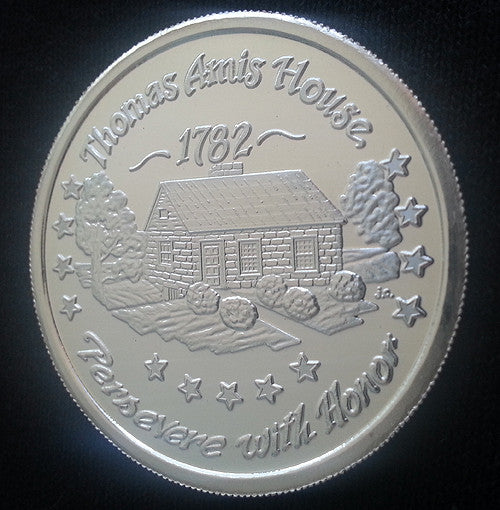 Thomas Amis House
1782
Persevere with Honor